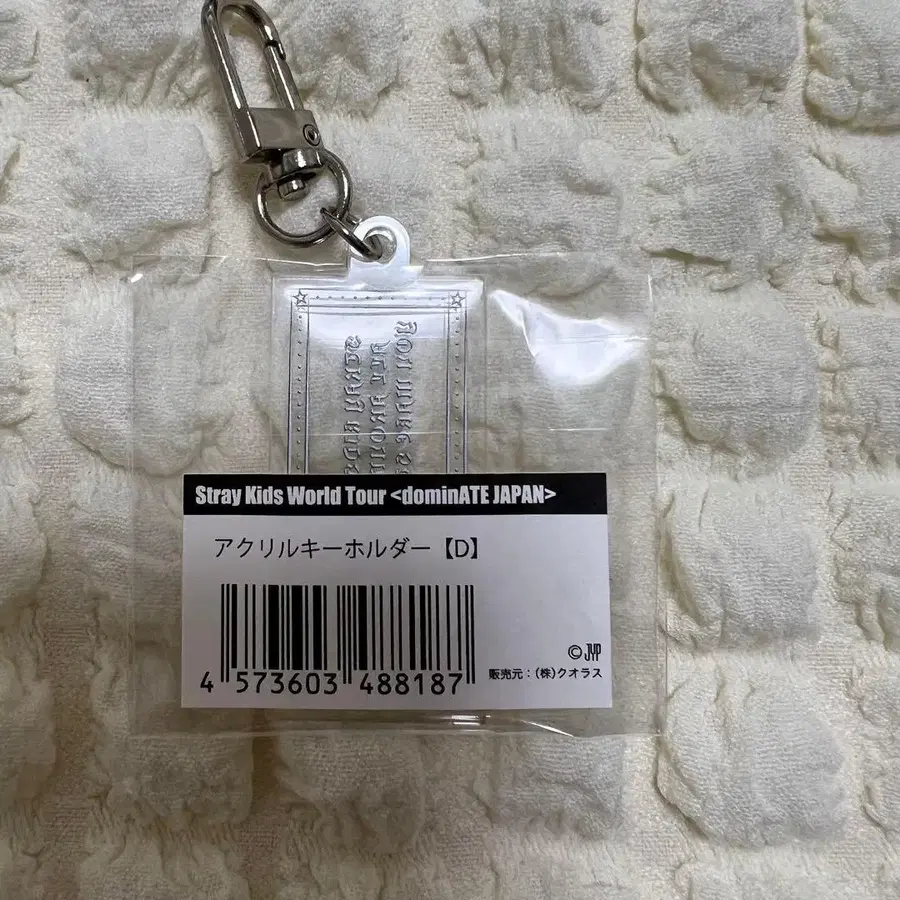 Stray Kids World Tour <dominATE JAPAN>
アクリルキーホルダー【D】
4 573603 488187
©JYP
販売元：(株)クオラス